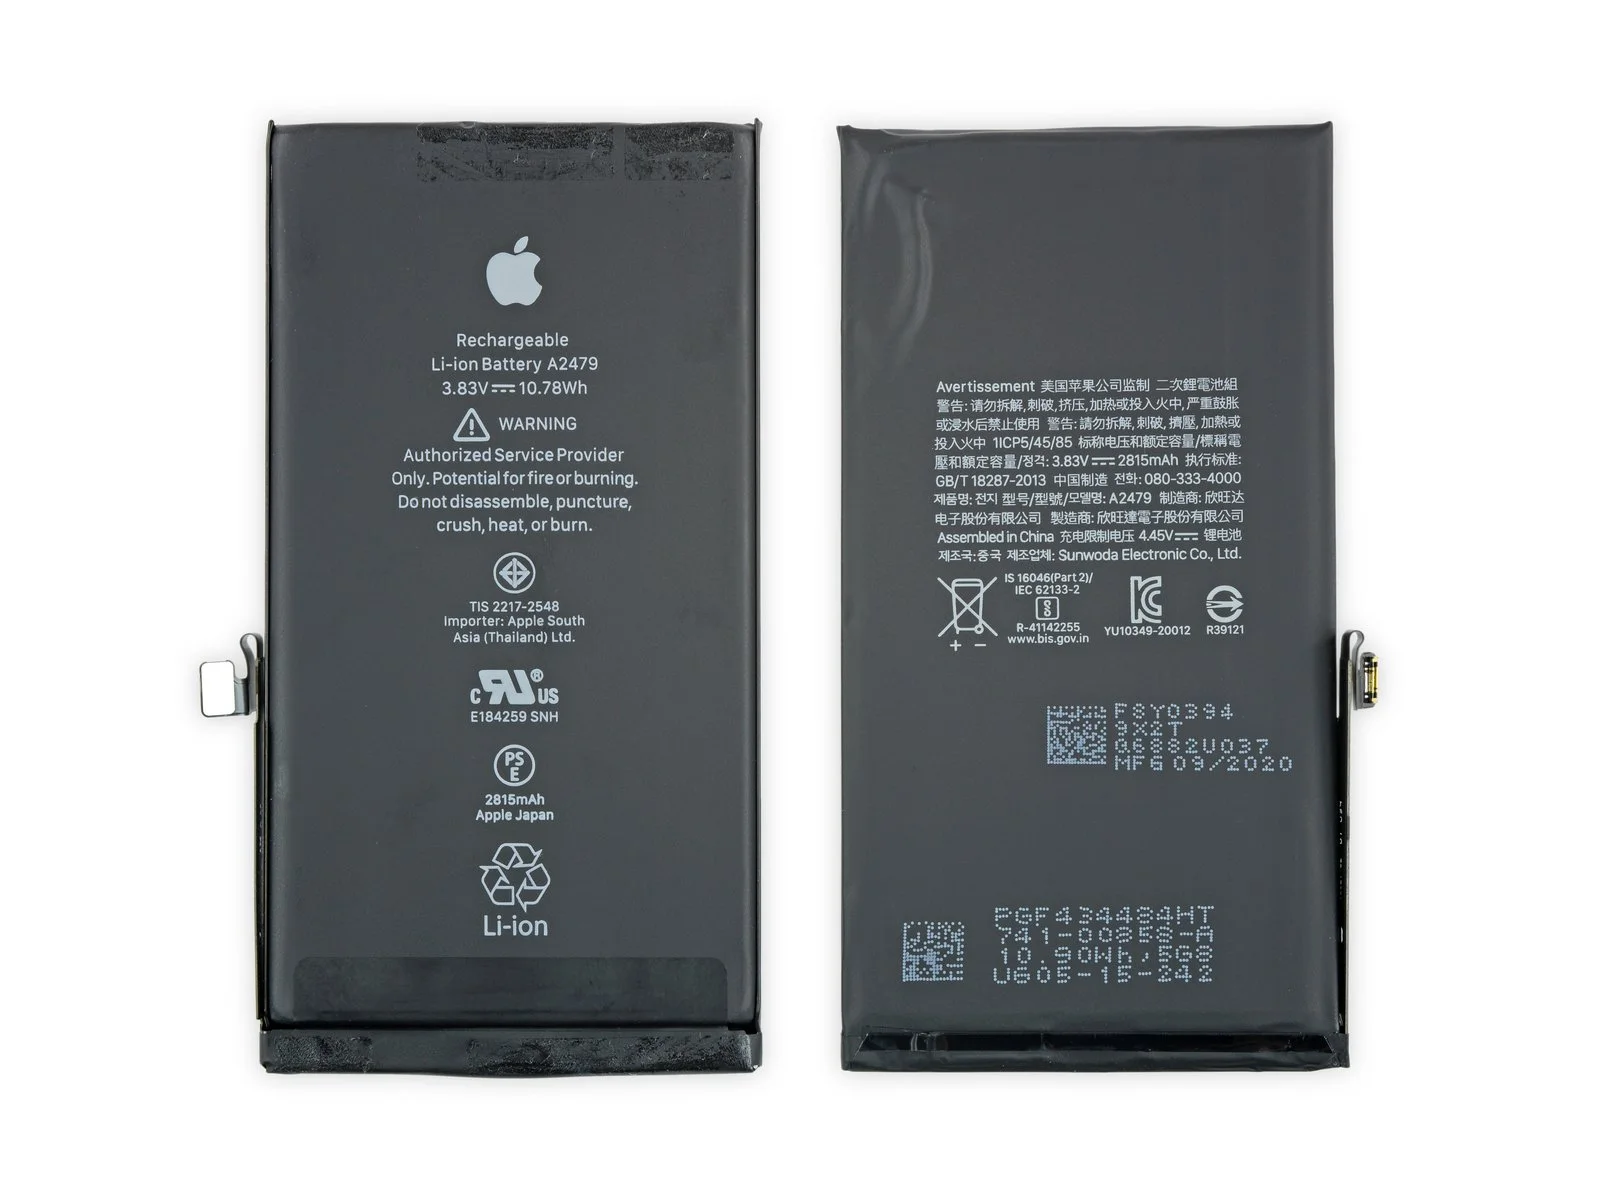 Rechargeable
Li-ion Battery A2479
3.83V⎓10.78Wh
WARNING
Authorized Service Provider
Only. Potential for fire or burning.
Do not disassemble, puncture,
crush, heat, or burn.
TIS 2217-2548
Importer: Apple South
Asia (Thailand) Ltd.
c RU® US
E184259 SNH
PS
E
2815mAh
Apple Japan
Li-ion
Avertissement 美国苹果公司监制 二次鋰電池組
警告: 请勿拆解, 刺破, 挤压, 加热或投入火中, 严重鼓胀
或浸水后禁止使用 警告: 請勿拆解, 刺破, 擠壓, 加熱或
投入火中 1ICP5/45/85 标称电压和额定容量/標稱電
壓和額定容量/정격: 3.83V⎓2815mAh 执行标准:
GB/T 18287-2013 中国制造 전화: 080-333-4000
제품명: 전지 型号/型號/모델명: A2479 制造商: 欣旺达
电子股份有限公司 製造商: 欣旺達電子股份有限公司
Assembled in China 充电限制电压 4.45V⎓ 锂电池
제조국:중국 제조업체: Sunwoda Electronic Co., Ltd.
IS 16046(Part 2)/
IEC 62133-2
R-41142255
www.bis.gov.in
YU10349-20012
R39121
+ −
F8Y0394
9X2T
Q6882V037
MFG 09/2020
PGF434484HT
741-00858-A
10.90Wh,5G8
U605-15-242